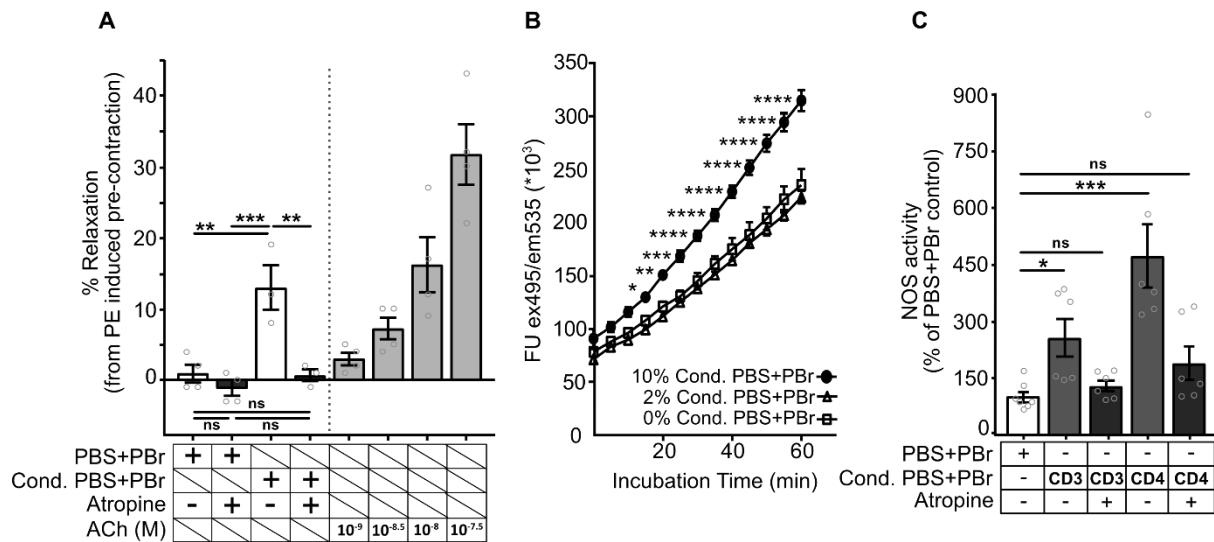 A
% Relaxation
(from PE induced pre-contraction)
40
30
20
10
0
**
***
**
ns
ns
ns
PBS+PBr + +
Cond. PBS+PBr + +
Atropine - + - +
ACh (M) 10-9 10-8.5 10-8 10-7.5
B
FU ex495/em535 (*10³)
350
300
250
200
150
100
50
0
*
**
***
****
****
****
****
****
****
****
****
10% Cond. PBS+PBr
2% Cond. PBS+PBr
0% Cond. PBS+PBr
20 40 60
Incubation Time (min)
C
NOS activity
(% of PBS+PBr control)
900
750
600
450
300
150
0
ns
***
ns
*
PBS+PBr + - - - -
Cond. PBS+PBr - CD3 CD3 CD4 CD4
Atropine - - + - +